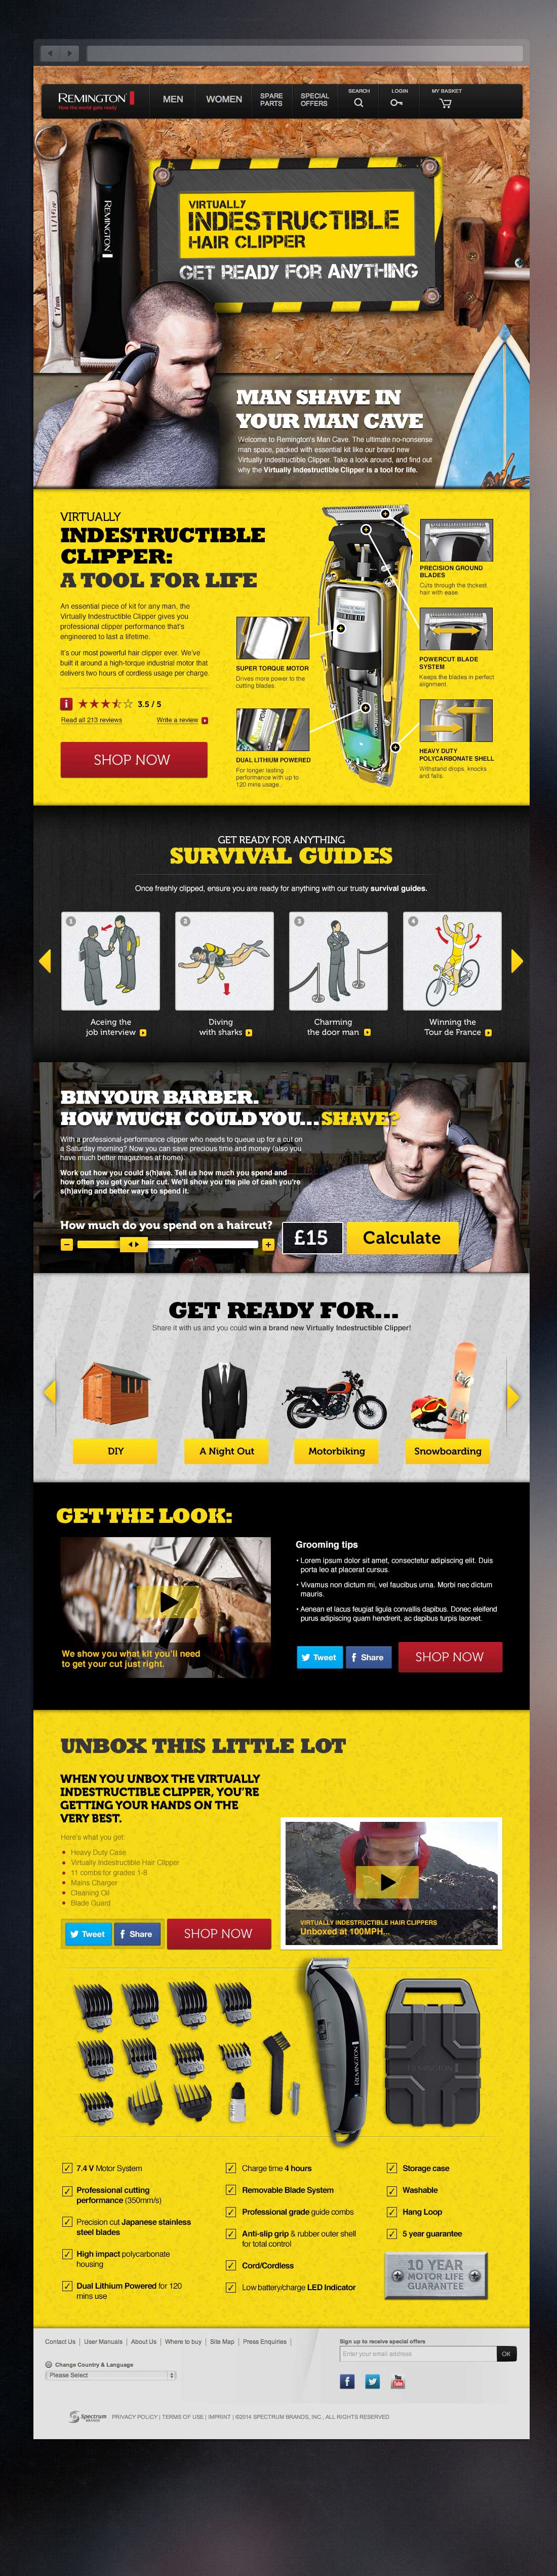 REMINGTON
How the world gets ready
MEN
WOMEN
SPARE
PARTS
SPECIAL
OFFERS
SEARCH
LOGIN
MY BASKET
REMINGTON
17mm
VIRTUALLY
INDESTRUCTIBLE
HAIR CLIPPER
GET READY FOR ANYTHING
MAN SHAVE IN
YOUR MAN CAVE
Welcome to Remington's Man Cave. The ultimate no-nonsense
man space, packed with essential kit like our brand new
Virtually Indestructible Clipper. Take a look around, and find out
why the Virtually Indestructible Clipper is a tool for life.
VIRTUALLY
INDESTRUCTIBLE
CLIPPER:
A TOOL FOR LIFE
An essential piece of kit for any man, the
Virtually Indestructible Clipper gives you
professional clipper performance that's
engineered to last a lifetime.
It's our most powerful hair clipper ever. We've
built it around a high-torque industrial motor that
delivers two hours of cordless usage per charge.
3.5 / 5
Read all 213 reviews
Write a review
SHOP NOW
SUPER TORQUE MOTOR
Drives more power to the
cutting blades.
DUAL LITHIUM POWERED
For longer lasting
performance with up to
120 mins usage.
PRECISION GROUND
BLADES
Cuts through the thickest
hair with ease.
POWERCUT BLADE
SYSTEM
Keeps the blades in perfect
alignment.
HEAVY DUTY
POLYCARBONATE SHELL
Withstand drops, knocks
and falls.
GET READY FOR ANYTHING
SURVIVAL GUIDES
Once freshly clipped, ensure you are ready for anything with our trusty survival guides.
1
2
3
4
Aceing the
job interview
Diving
with sharks
Charming
the door man
Winning the
Tour de France
BIN YOUR BARBER.
HOW MUCH COULD YOU... SHAVE?
With a professional-performance clipper who needs to queue up for a cut on
a Saturday morning? Now you can save precious time and money (also you
have much better magazines at home).
Work out how you could s(h)ave. Tell us how much you spend and
how often you get your hair cut. We'll show you the pile of cash you're
s(h)aving and better ways to spend it.
How much do you spend on a haircut?
£15
Calculate
GET READY FOR...
Share it with us and you could win a brand new Virtually Indestructible Clipper!
DIY
A Night Out
Motorbiking
Snowboarding
GET THE LOOK:
We show you what kit you'll need
to get your cut just right.
Grooming tips
• Lorem ipsum dolor sit amet, consectetur adipiscing elit. Duis
porta leo at placerat cursus.
• Vivamus non dictum mi, vel faucibus urna. Morbi nec dictum
mauris.
• Aenean et lacus feugiat ligula convallis dapibus. Donec eleifend
purus adipiscing quam hendrerit, ac dapibus turpis laoreet.
Tweet
Share
SHOP NOW
UNBOX THIS LITTLE LOT
WHEN YOU UNBOX THE VIRTUALLY
INDESTRUCTIBLE CLIPPER, YOU'RE
GETTING YOUR HANDS ON THE
VERY BEST.
Here's what you get:
• Heavy Duty Case
• Virtually Indestructible Hair Clipper
• 11 combs for grades 1-8
• Mains Charger
• Cleaning Oil
• Blade Guard
Tweet
Share
SHOP NOW
VIRTUALLY INDESTRUCTIBLE HAIR CLIPPERS
Unboxed at 100MPH...
REMINGTON
REMINGTON
7.4 V Motor System
Professional cutting
performance (350mm/s)
Precision cut Japanese stainless
steel blades
High impact polycarbonate
housing
Dual Lithium Powered for 120
mins use
Charge time 4 hours
Removable Blade System
Professional grade guide combs
Anti-slip grip & rubber outer shell
for total control
Cord/Cordless
Low battery/charge LED Indicator
Storage case
Washable
Hang Loop
5 year guarantee
10 YEAR
MOTOR LIFE
GUARANTEE
Contact Us | User Manuals | About Us | Where to buy | Site Map | Press Enquiries |
Change Country & Language
Please Select
Sign up to receive special offers
Enter your email address
OK
You
Tube
Spectrum
BRANDS
PRIVACY POLICY | TERMS OF USE | IMPRINT | ©2014 SPECTRUM BRANDS, INC., ALL RIGHTS RESERVED